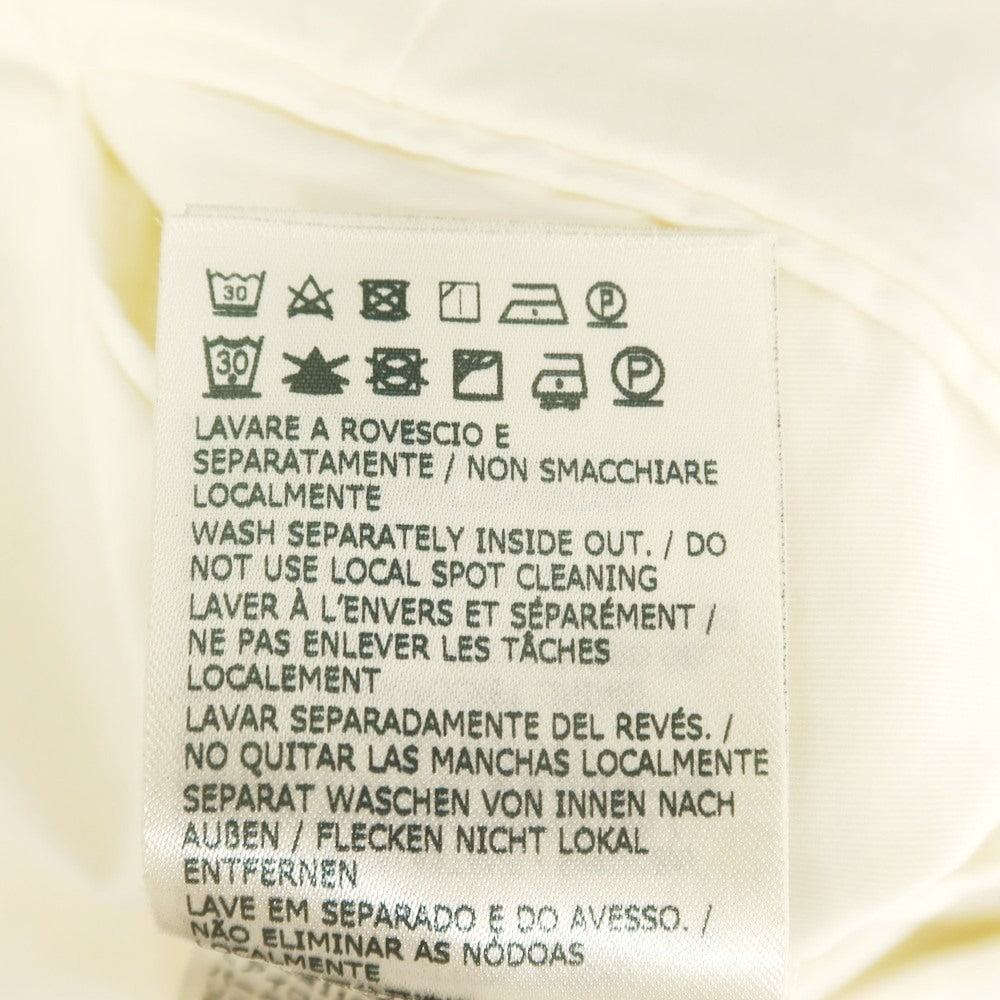 30 P
30 P
LAVARE A ROVESCIO E
SEPARATAMENTE / NON SMACCHIARE
LOCALMENTE
WASH SEPARATELY INSIDE OUT. / DO
NOT USE LOCAL SPOT CLEANING
LAVER À L'ENVERS ET SÉPARÉMENT /
NE PAS ENLEVER LES TÂCHES
LOCALEMENT
LAVAR SEPARADAMENTE DEL REVÉS. /
NO QUITAR LAS MANCHAS LOCALMENTE
SEPARAT WASCHEN VON INNEN NACH
AUßEN / FLECKEN NICHT LOKAL
ENTFERNEN
LAVE EM SEPARADO E DO AVESSO. /
NÃO ELIMINAR AS NÓDOAS
LOCALMENTE